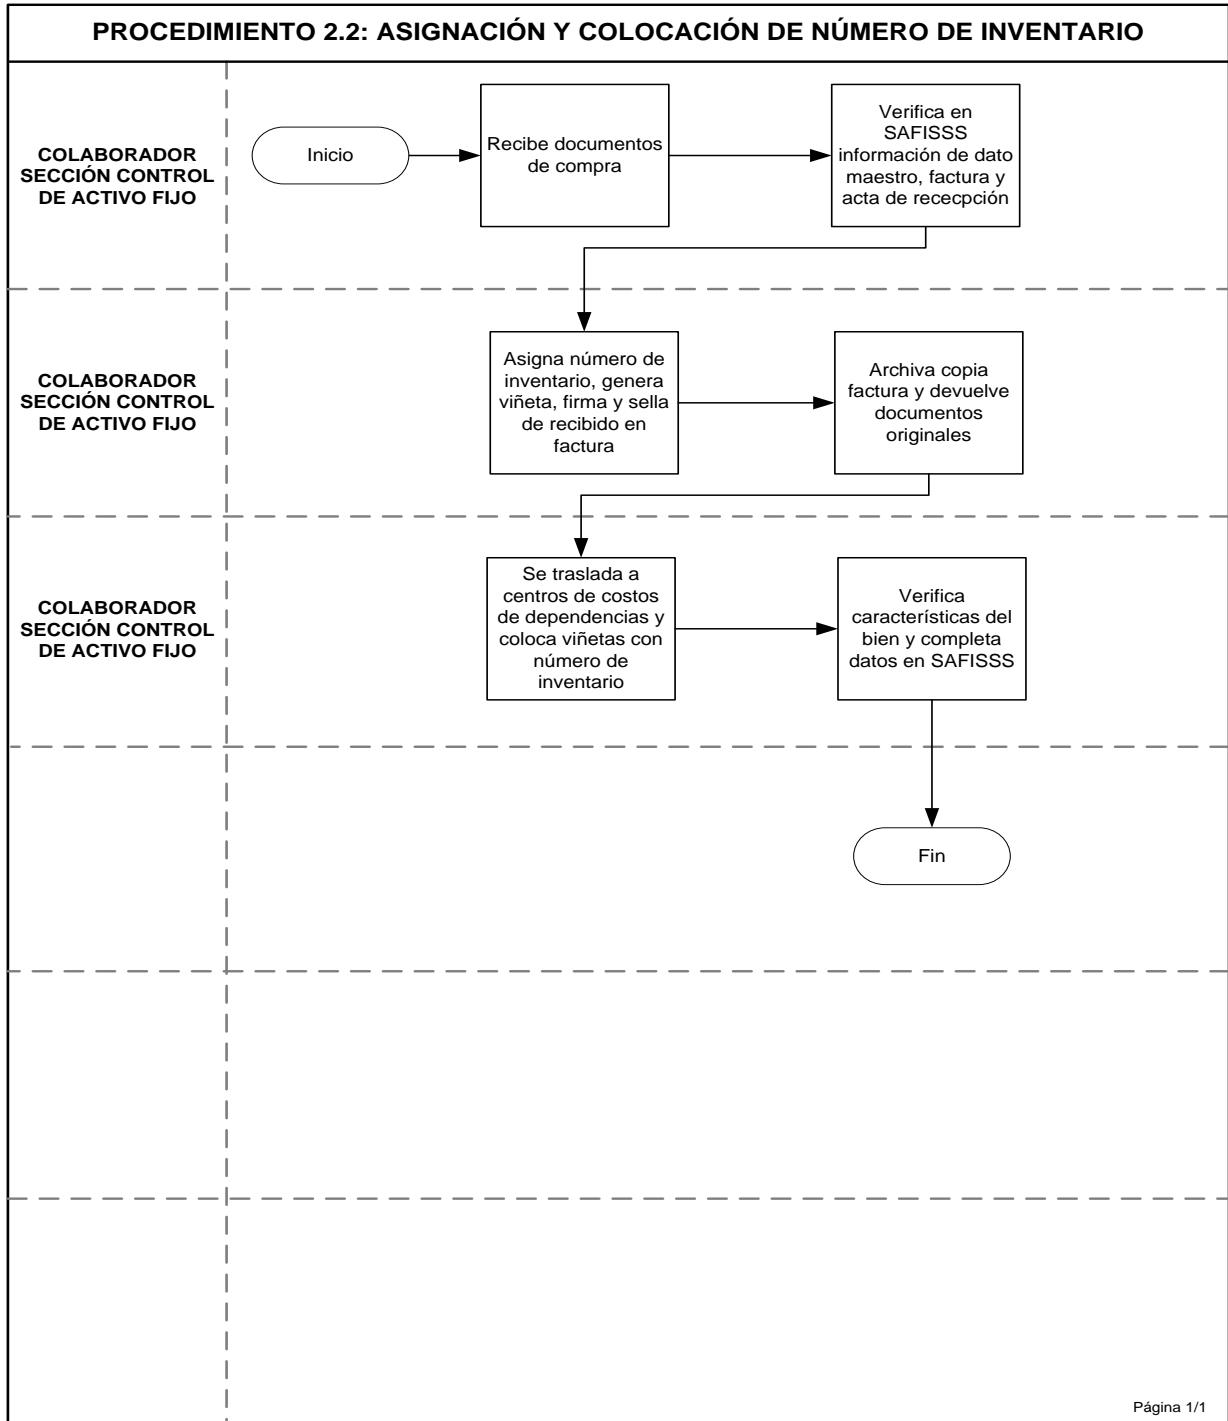 PROCEDIMIENTO 2.2: ASIGNACIÓN Y COLOCACIÓN DE NÚMERO DE INVENTARIO
COLABORADOR
SECCIÓN CONTROL
DE ACTIVO FIJO
Inicio
Recibe documentos
de compra
Verifica en
SAFISSS
información de dato
maestro, factura y
acta de rececpción
COLABORADOR
SECCIÓN CONTROL
DE ACTIVO FIJO
Asigna número de
inventario, genera
viñeta, firma y sella
de recibido en
factura
Archiva copia
factura y devuelve
documentos
originales
COLABORADOR
SECCIÓN CONTROL
DE ACTIVO FIJO
Se traslada a
centros de costos
de dependencias y
coloca viñetas con
número de
inventario
Verifica
características del
bien y completa
datos en SAFISSS
Fin
Página 1/1